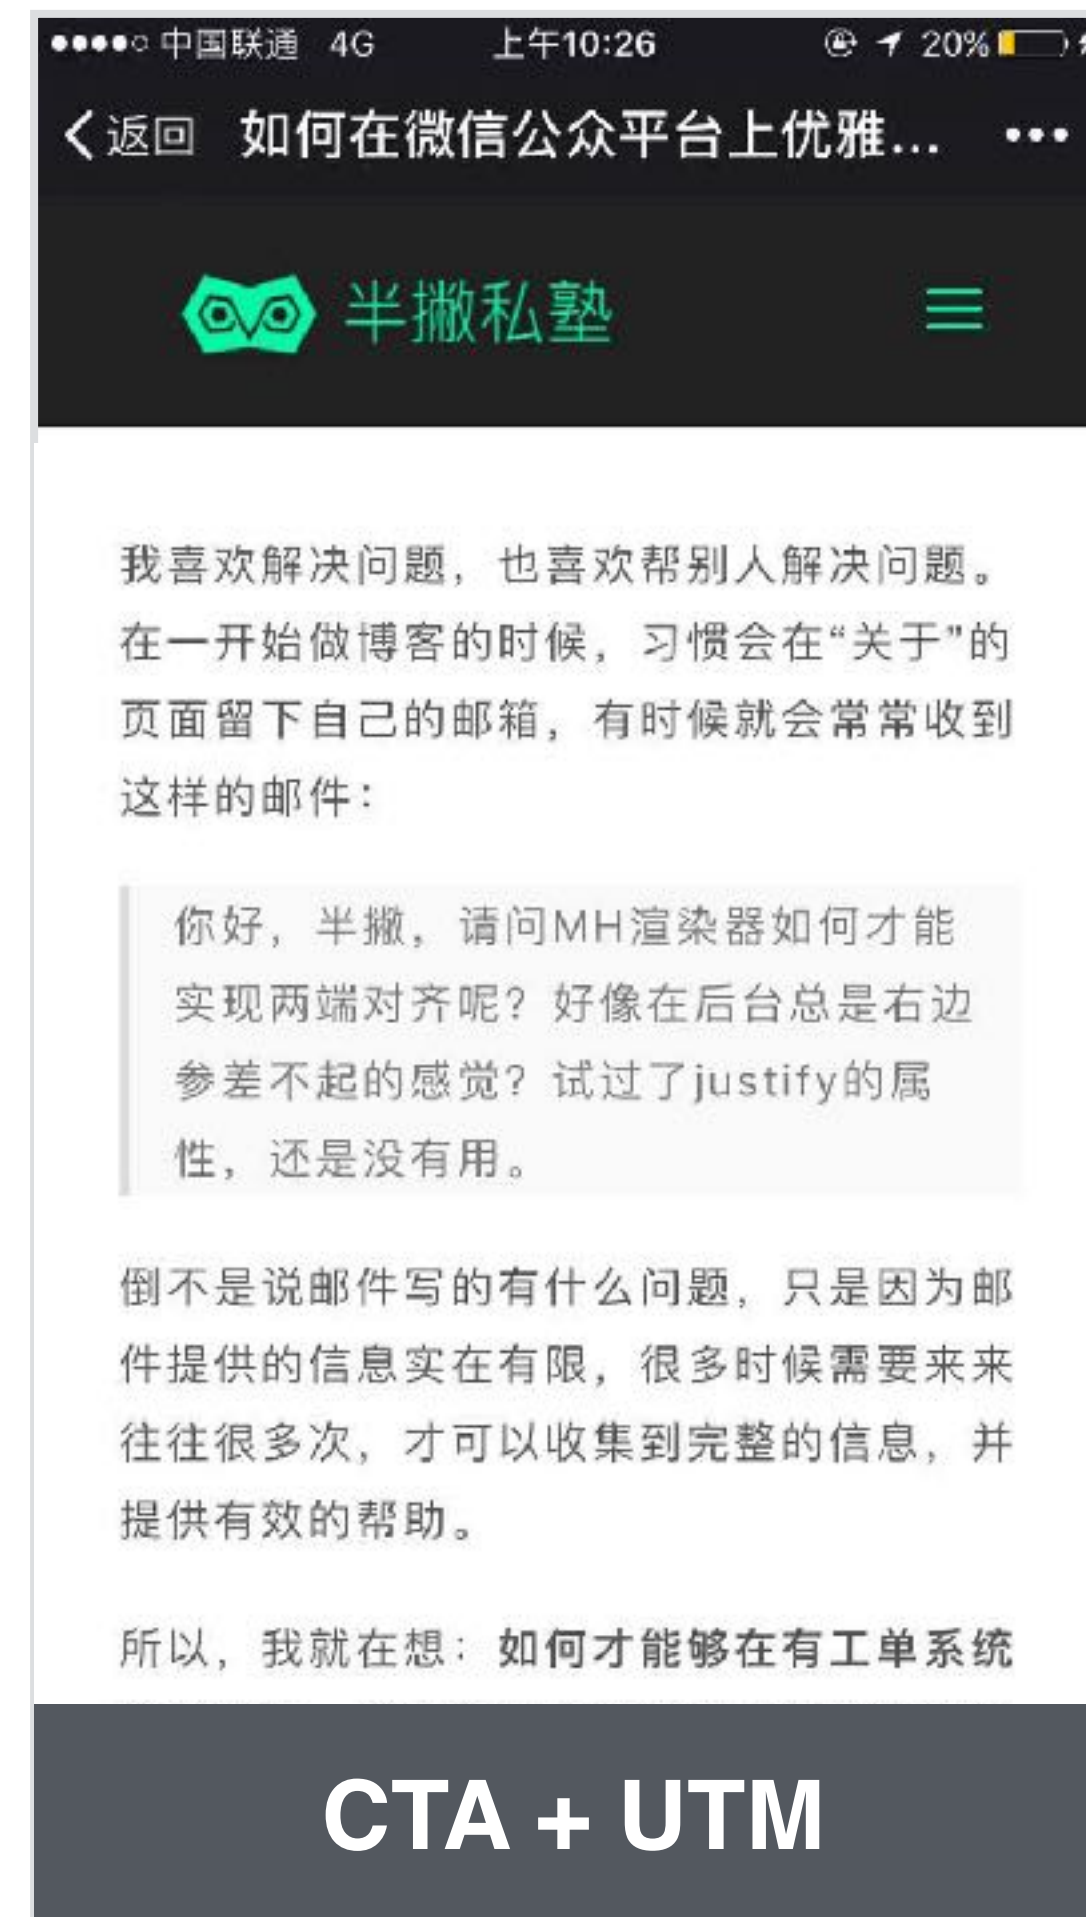 中国联通 4G 上午10:26 20%
返回 如何在微信公众平台上优雅...
半撇私塾
我喜欢解决问题，也喜欢帮别人解决问题。
在一开始做博客的时候，习惯会在“关于”的
页面留下自己的邮箱，有时候就会常常收到
这样的邮件：
你好，半撇，请问MH渲染器如何才能
实现两端对齐呢？好像在后台总是右边
参差不起的感觉？试过了justify的属
性，还是没有用。
倒不是说邮件写的有什么问题，只是因为邮
件提供的信息实在有限，很多时候需要来来
往往很多次，才可以收集到完整的信息，并
提供有效的帮助。
所以，我就在想：如何才能够在有工单系统
CTA + UTM